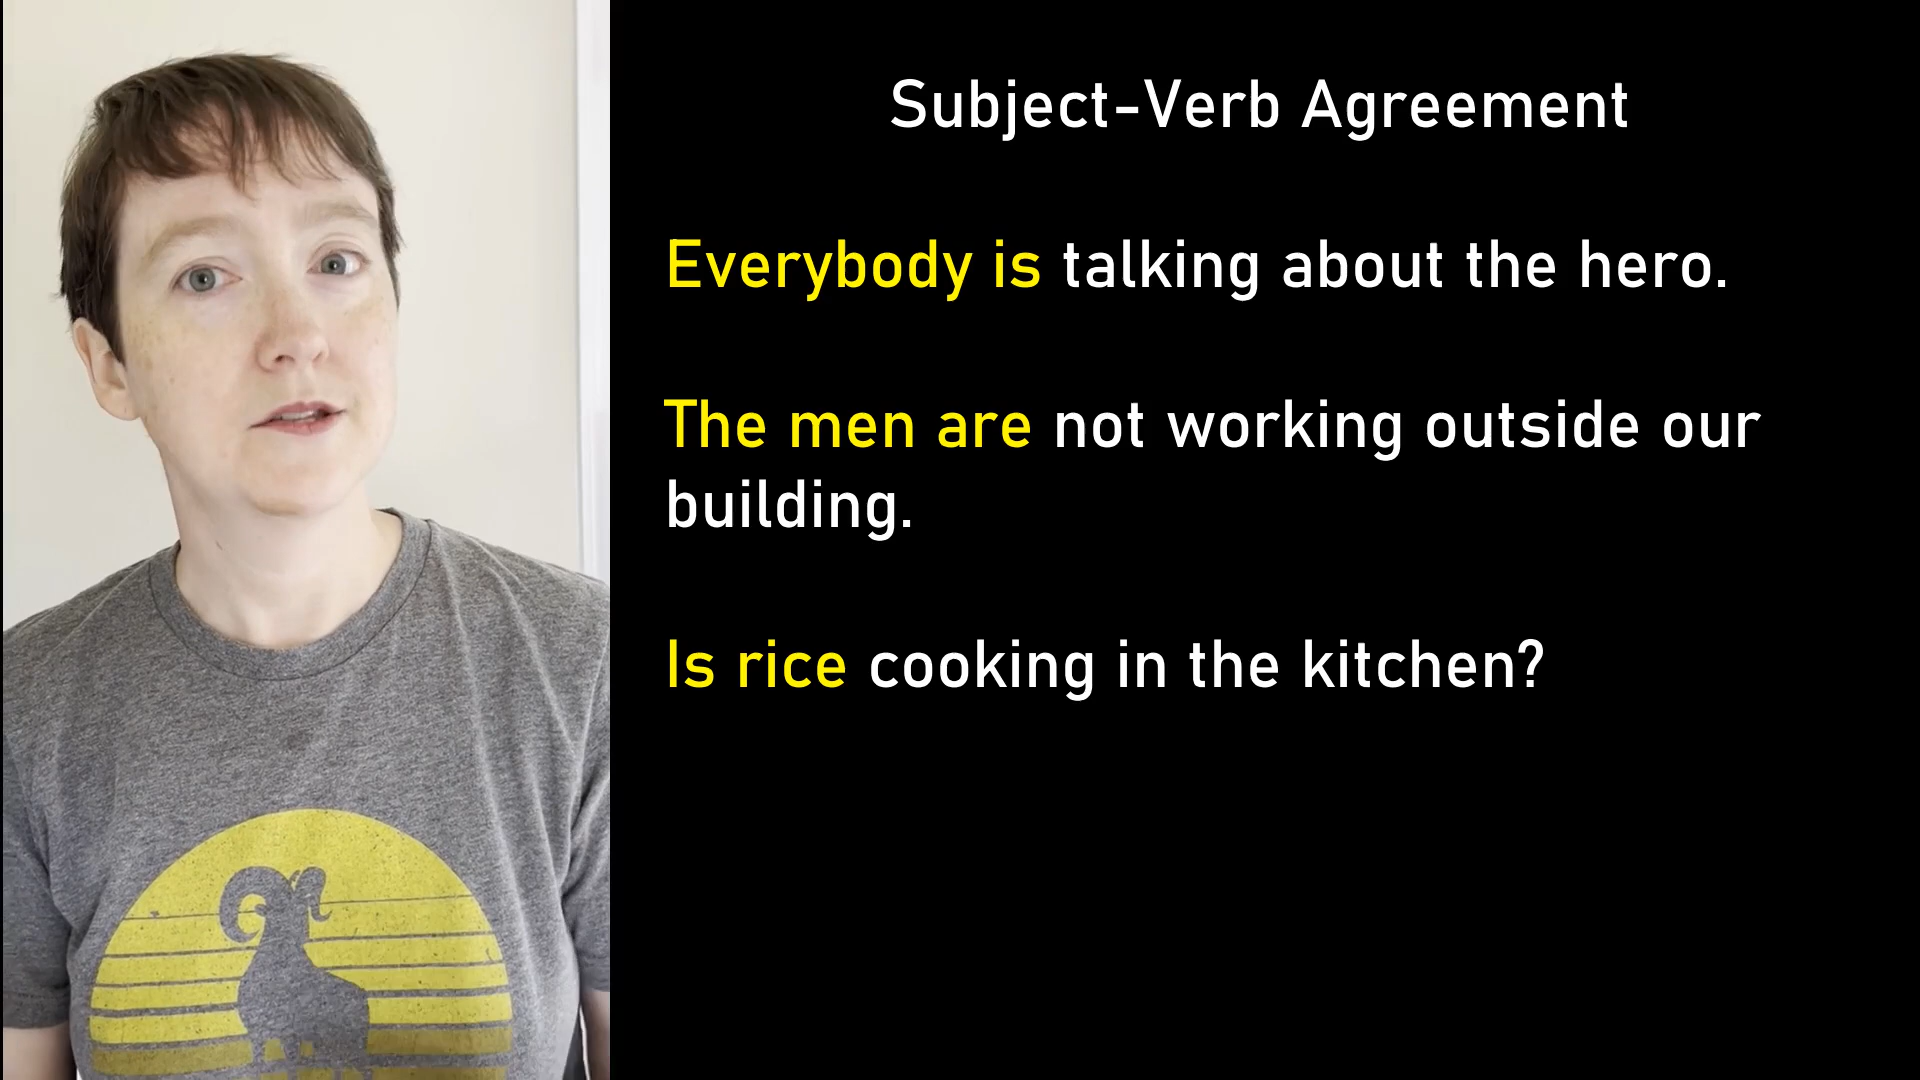 Subject-Verb Agreement
Everybody is talking about the hero.
The men are not working outside our
building.
Is rice cooking in the kitchen?